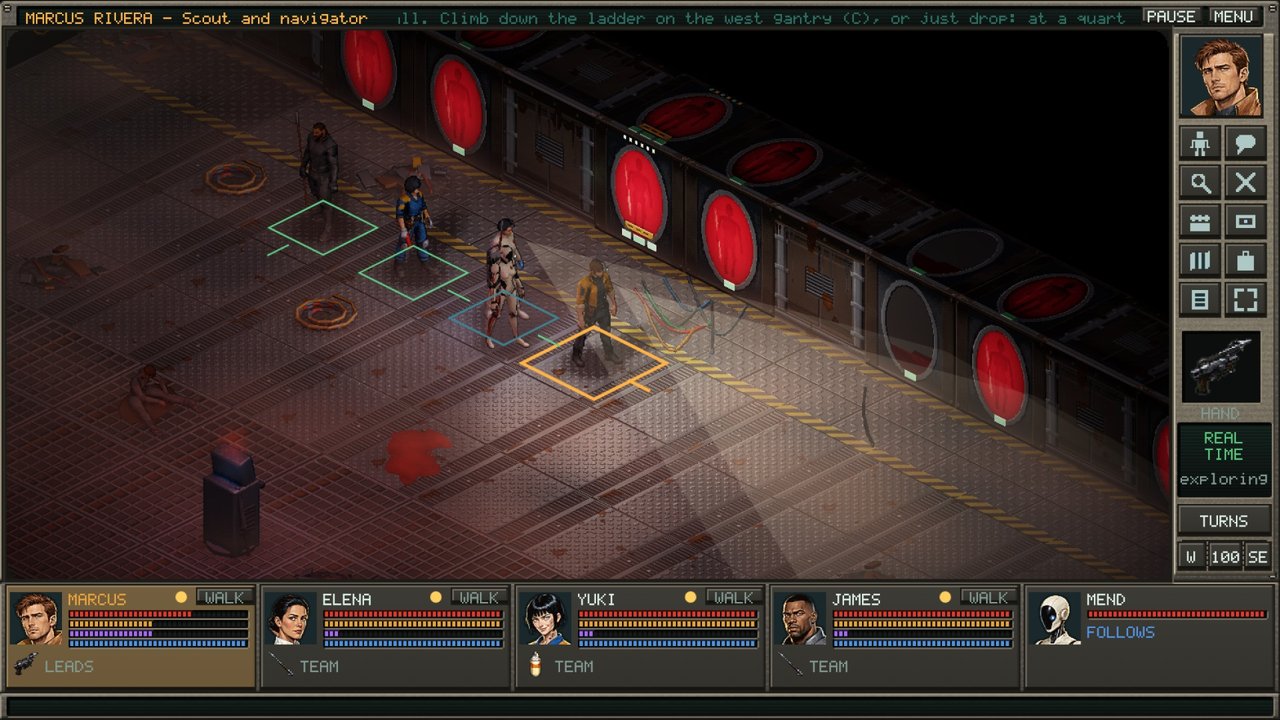 MARCUS RIVERA – Scout and navigator
ll. Climb down the ladder on the west gantry (C), or just drop: at a quart
PAUSE
MENU
HAND
REAL
TIME
exploring
TURNS
W
100
SE
MARCUS
WALK
LEADS
ELENA
WALK
TEAM
YUKI
WALK
TEAM
JAMES
WALK
TEAM
MEND
FOLLOWS